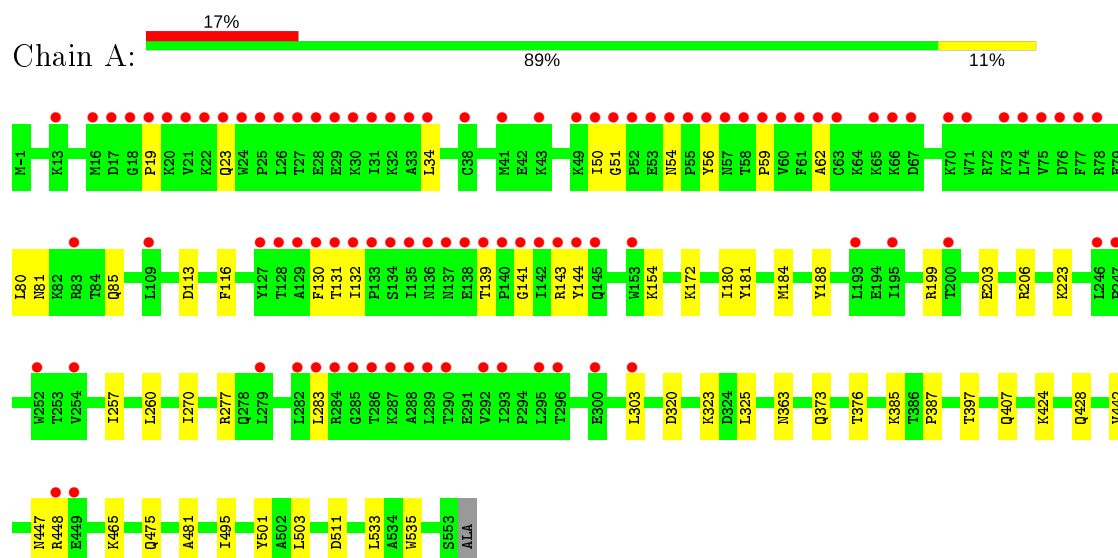 17%
Chain A:
89% 11%
M-1 K13 M16 D17 G18 P19 K20 V21 K22 Q23 W24 P25 L26 T27 E28 E29 K30 I31 K32 A33 L34 C38 M41 E42 K43 K49 I50 G51 P52 E53 N54 P55 Y56 N57 T58 P59 V60 F61 A62 C63 K64 K65 K66 D67 K70 W71 R72 K73 L74 V75 D76 F77 R78
L80 N81 K82 R83 T84 Q85 L109 D113 F116 Y127 T128 A129 F130 T131 I132 P133 S134 I135 N136 N137 E138 T139 P140 G141 I142 R143 Y144 Q145 W153 K154 K172 I180 Y181 M184 Y188 L193 E194 I195 R199 T200 E203 R206 K223 L246
W252 T253 V254 I257 L260 I270 R277 Q278 L279 L282 L283 R284 G285 T286 K287 A288 L289 T290 E291 V292 I293 P294 L295 T296 E300 L303 D320 K323 D324 L325 N363 Q373 T376 K385 T386 P387 T397 Q407 K424 Q428
N447 R448 E449 K465 Q475 A481 I495 Y501 A502 L503 D511 L533 A534 W535 S553 ALA